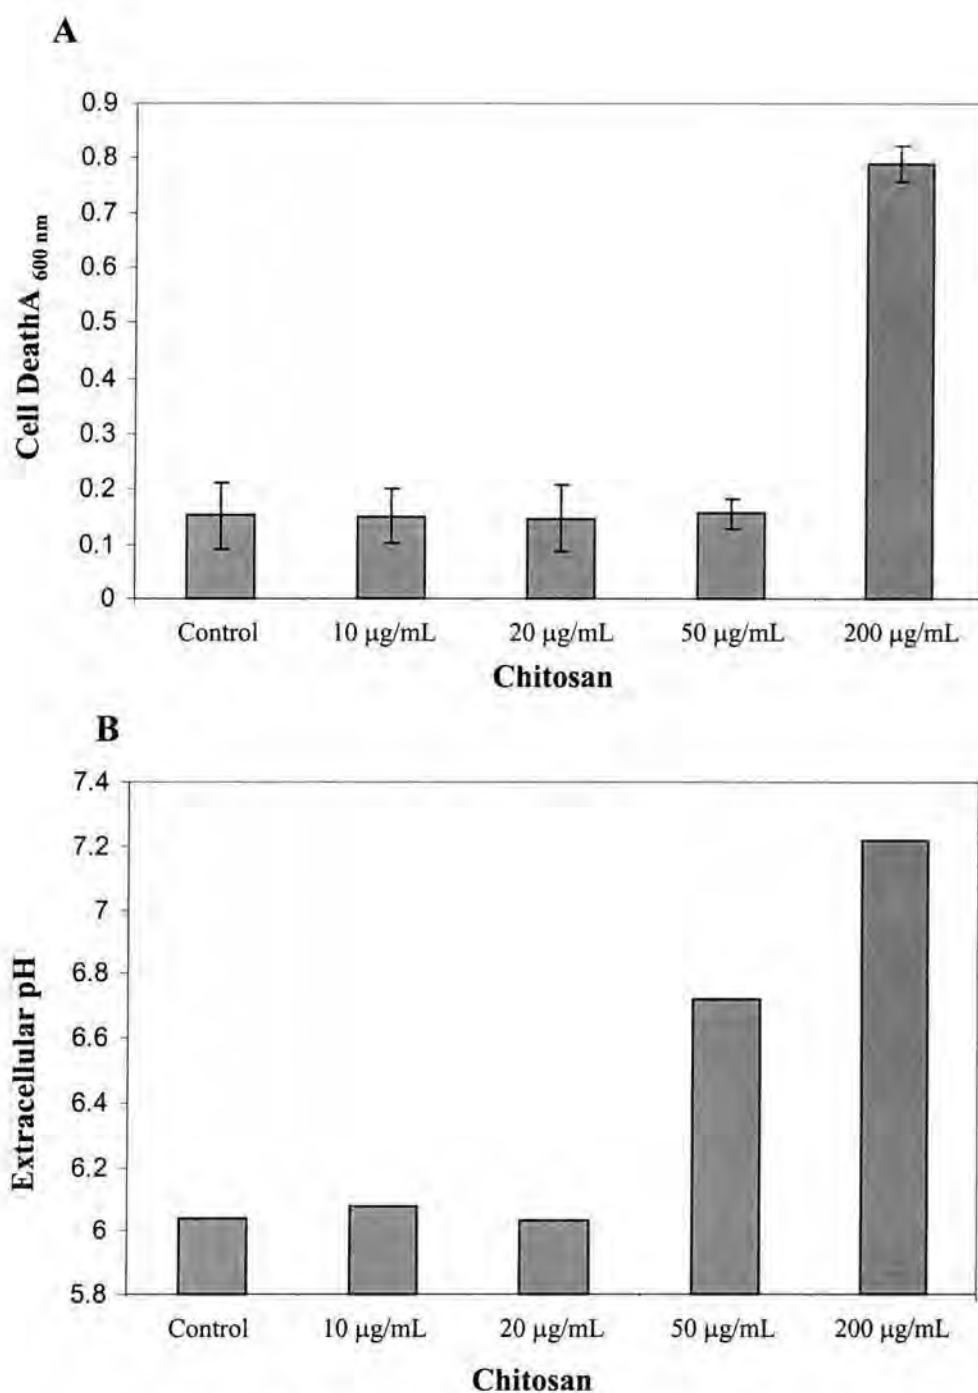 A
0.9
0.8
0.7
0.6
0.5
0.4
0.3
0.2
0.1
0
Cell DeathA 600 nm
Control 10 µg/mL 20 µg/mL 50 µg/mL 200 µg/mL
Chitosan
B
7.4
7.2
7
6.8
6.6
6.4
6.2
6
5.8
Extracellular pH
Control 10 µg/mL 20 µg/mL 50 µg/mL 200 µg/mL
Chitosan